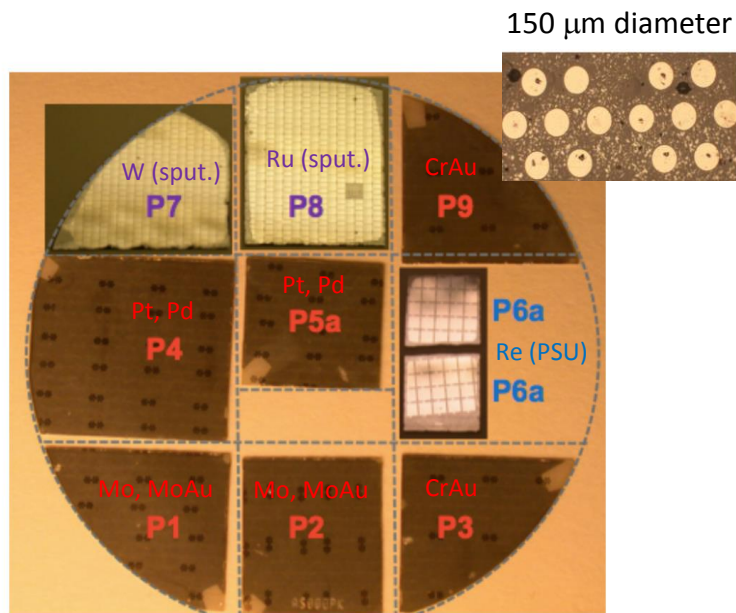 150 μm diameter
W (sput.)
P7
Ru (sput.)
P8
CrAu
P9
Pt, Pd
P4
Pt, Pd
P5a
P6a
Re (PSU)
P6a
Mo, MoAu
P1
Mo, MoAu
P2
CrAu
P3